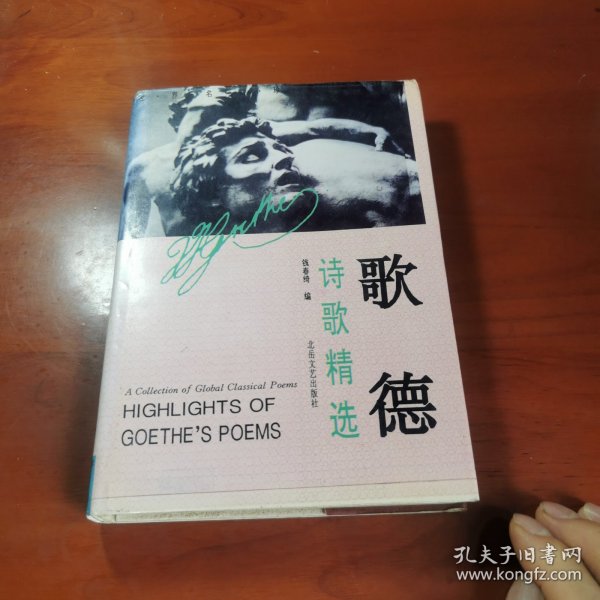 名
Goethe
歌德
诗歌精选
钱春绮 编
北岳文艺出版社
A Collection of Global Classical Poems
HIGHLIGHTS OF
GOETHE'S POEMS
孔夫子旧书网
www.kongfz.com